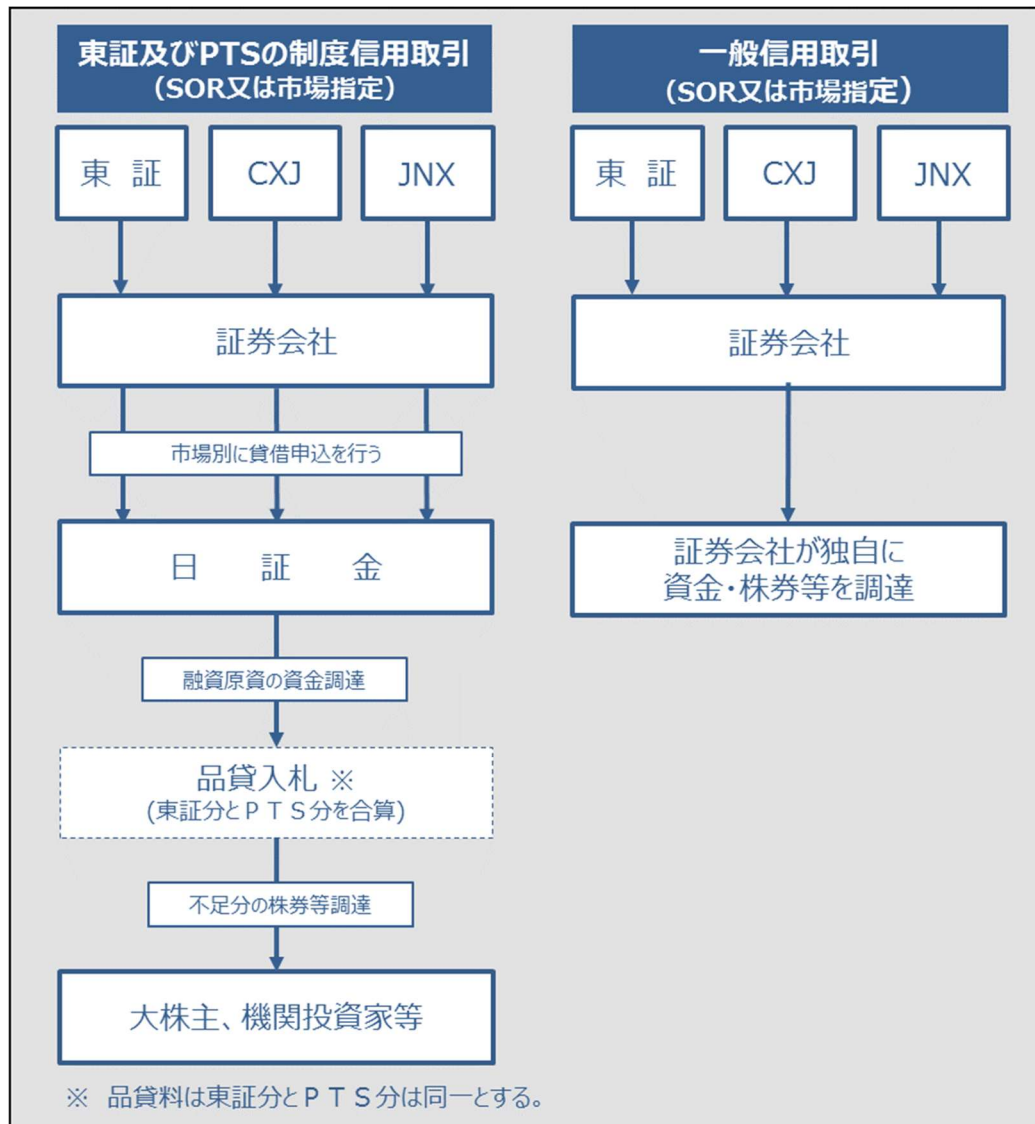 東証及びPTSの制度信用取引
（SOR又は市場指定）
東 証
CXJ
JNX
証券会社
市場別に貸借申込を行う
日 証 金
融資原資の資金調達
品貸入札 ※
(東証分とＰＴＳ分を合算)
不足分の株券等調達
大株主、機関投資家等
※ 品貸料は東証分とＰＴＳ分は同一とする。
一般信用取引
（SOR又は市場指定）
東 証
CXJ
JNX
証券会社
証券会社が独自に
資金・株券等を調達